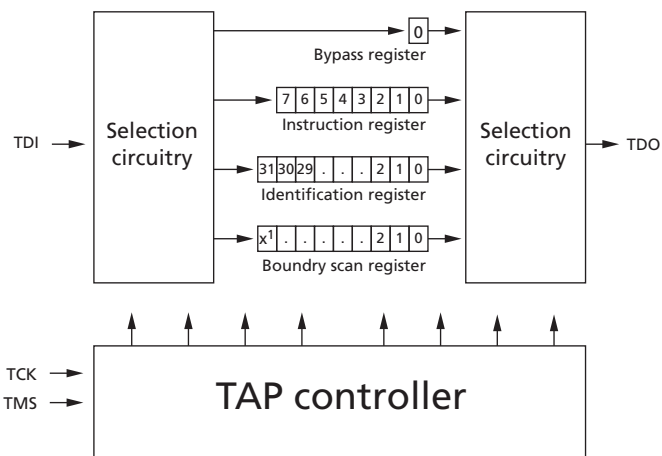 0
Bypass register
7 6 5 4 3 2 1 0
Instruction register
TDI
Selection
circuitry
Selection
circuitry
TDO
31 30 29 . . . 2 1 0
Identification register
x¹ . . . . . 2 1 0
Boundry scan register
TCK
TMS
TAP controller